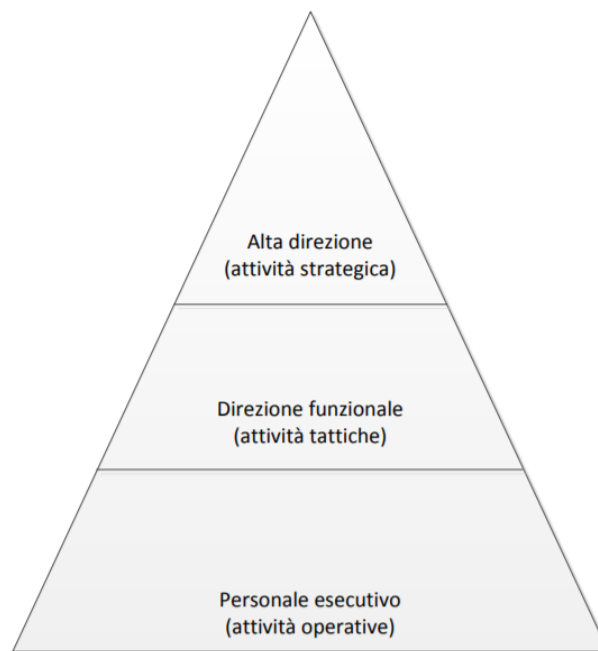 Alta direzione
(attività strategica)
Direzione funzionale
(attività tattiche)
Personale esecutivo
(attività operative)